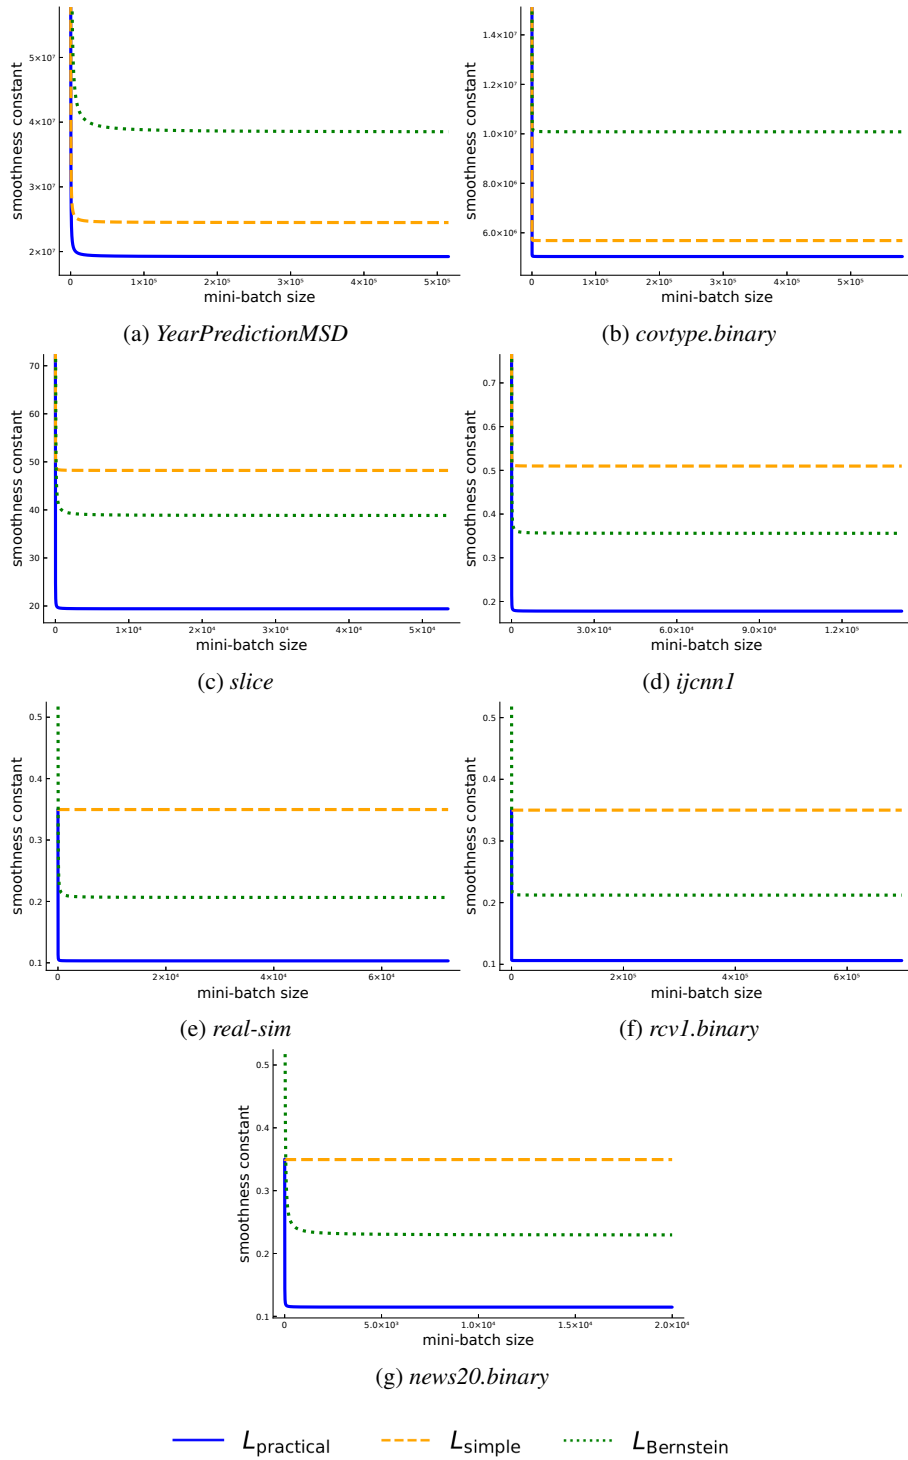 smoothness constant
5×10⁷
4×10⁷
3×10⁷
2×10⁷
0 1×10⁵ 2×10⁵ 3×10⁵ 4×10⁵ 5×10⁵
mini-batch size
(a) YearPredictionMSD
smoothness constant
1.4×10⁷
1.2×10⁷
1.0×10⁷
8.0×10⁶
6.0×10⁶
0 1×10⁵ 2×10⁵ 3×10⁵ 4×10⁵ 5×10⁵
mini-batch size
(b) covtype.binary
smoothness constant
70
60
50
40
30
20
0 1×10⁴ 2×10⁴ 3×10⁴ 4×10⁴ 5×10⁴
mini-batch size
(c) slice
smoothness constant
0.7
0.6
0.5
0.4
0.3
0.2
0 3.0×10⁴ 6.0×10⁴ 9.0×10⁴ 1.2×10⁵
mini-batch size
(d) ijcnn1
smoothness constant
0.5
0.4
0.3
0.2
0.1
0 2×10⁴ 4×10⁴ 6×10⁴
mini-batch size
(e) real-sim
smoothness constant
0.5
0.4
0.3
0.2
0.1
0 2×10⁵ 4×10⁵ 6×10⁵
mini-batch size
(f) rcv1.binary
smoothness constant
0.5
0.4
0.3
0.2
0.1
0 5.0×10³ 1.0×10⁴ 1.5×10⁴ 2.0×10⁴
mini-batch size
(g) news20.binary
L practical L simple L Bernstein